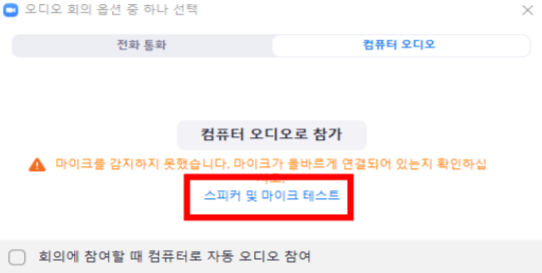 오디오 회의 옵션 중 하나 선택
전화 통화
컴퓨터 오디오
컴퓨터 오디오로 참가
마이크를 감지하지 못했습니다. 마이크가 올바르게 연결되어 있는지 확인하십
스피커 및 마이크 테스트
회의에 참여할 때 컴퓨터로 자동 오디오 참여